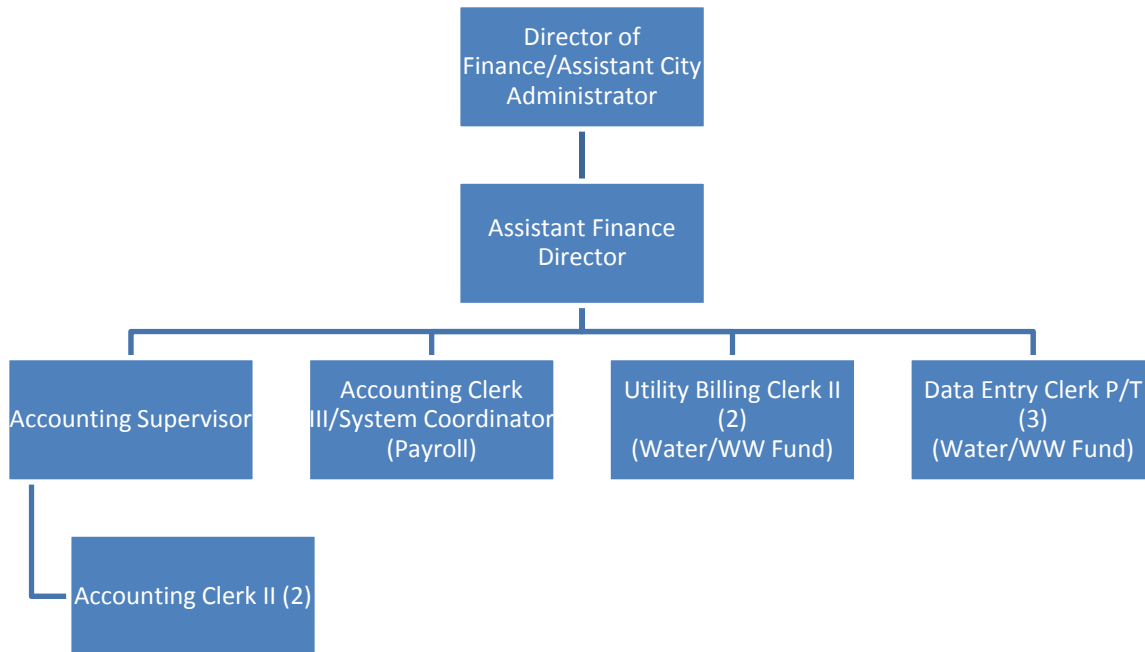 Director of
Finance/Assistant City
Administrator
Assistant Finance
Director
Accounting Supervisor
Accounting Clerk
III/System Coordinator
(Payroll)
Utility Billing Clerk II
(2)
(Water/WW Fund)
Data Entry Clerk P/T
(3)
(Water/WW Fund)
Accounting Clerk II (2)